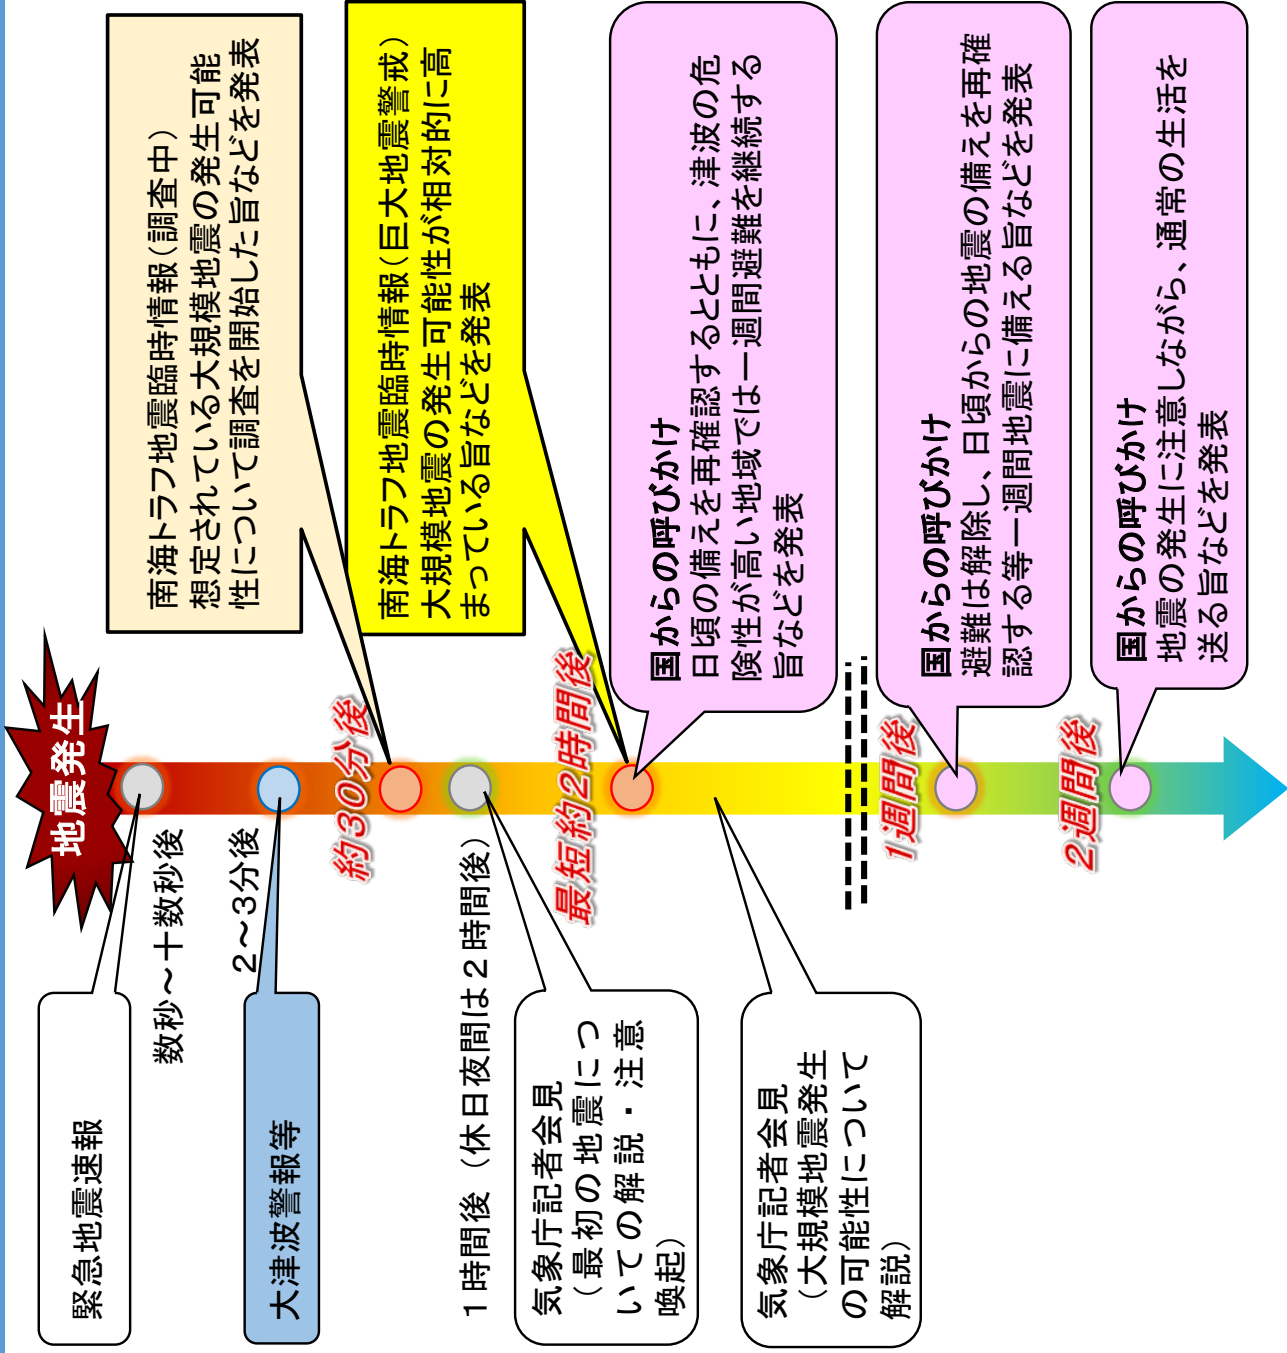 地震発生
緊急地震速報
数秒～十数秒後
2～3分後
大津波警報等
約30分後
南海トラフ地震臨時情報(調査中)
想定されている大規模地震の発生可能
性について調査を開始した旨などを発表
1時間後（休日夜間は2時間後）
気象庁記者会見
（最初の地震につ
いての解説・注意
喚起）
最短約2時間後
南海トラフ地震臨時情報(巨大地震警戒)
大規模地震の発生可能性が相対的に高
まっている旨などを発表
国からの呼びかけ
日頃の備えを再確認するとともに、津波の危
険性が高い地域では一週間避難を継続する
旨などを発表
気象庁記者会見
（大規模地震発生
の可能性について
解説）
1週間後
国からの呼びかけ
避難は解除し、日頃からの地震の備えを再確
認する等一週間地震に備える旨などを発表
2週間後
国からの呼びかけ
地震の発生に注意しながら、通常の生活を
送る旨などを発表